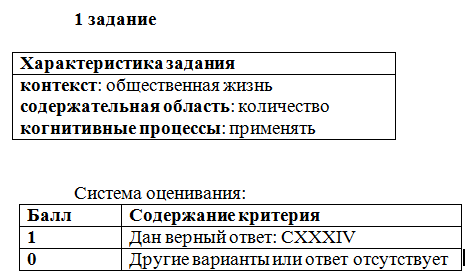 1 задание
Характеристика задания
контекст: общественная жизнь
содержательная область: количество
когнитивные процессы: применять
Система оценивания:
Балл Содержание критерия
1 Дан верный ответ: CXXXIV
0 Другие варианты или ответ отсутствует